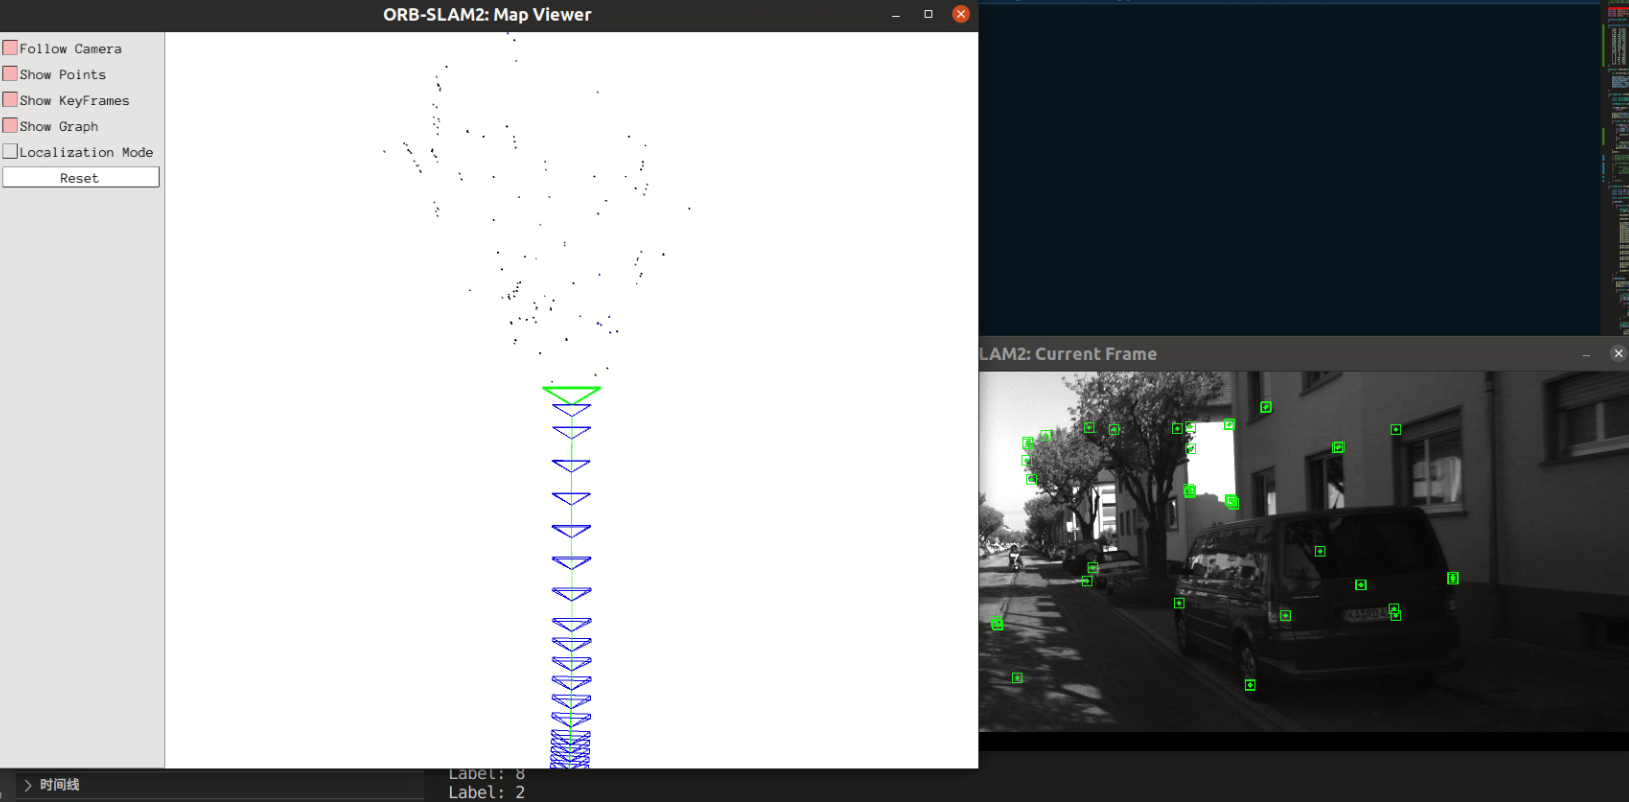 ORB-SLAM2: Map Viewer
Follow Camera
Show Points
Show KeyFrames
Show Graph
Localization Mode
Reset
LAM2: Current Frame
时间线
Label: 8
Label: 2